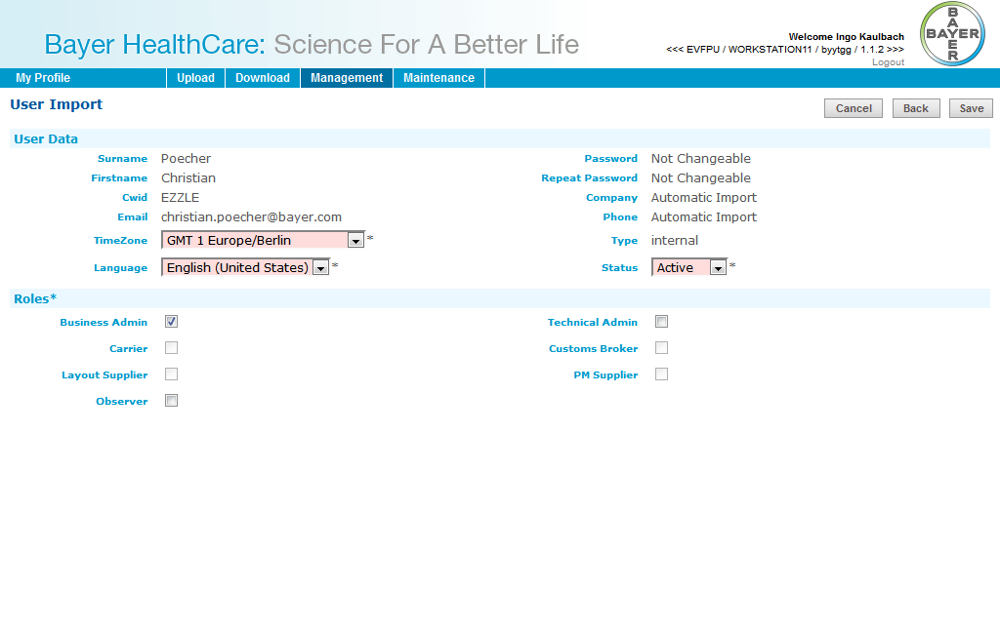 Bayer HealthCare: Science For A Better Life
Welcome Ingo Kaulbach
<<< EVFPU / WORKSTATION11 / byytgg / 1.1.2 >>>
Logout
BAYER
BAYER
My Profile Upload Download Management Maintenance
User Import
Cancel Back Save
User Data
Surname Poecher Password Not Changeable
Firstname Christian Repeat Password Not Changeable
Cwid EZZLE Company Automatic Import
Email christian.poecher@bayer.com Phone Automatic Import
TimeZone GMT 1 Europe/Berlin * Type internal
Language English (United States) * Status Active *
Roles*
Business Admin Technical Admin
Carrier Customs Broker
Layout Supplier PM Supplier
Observer